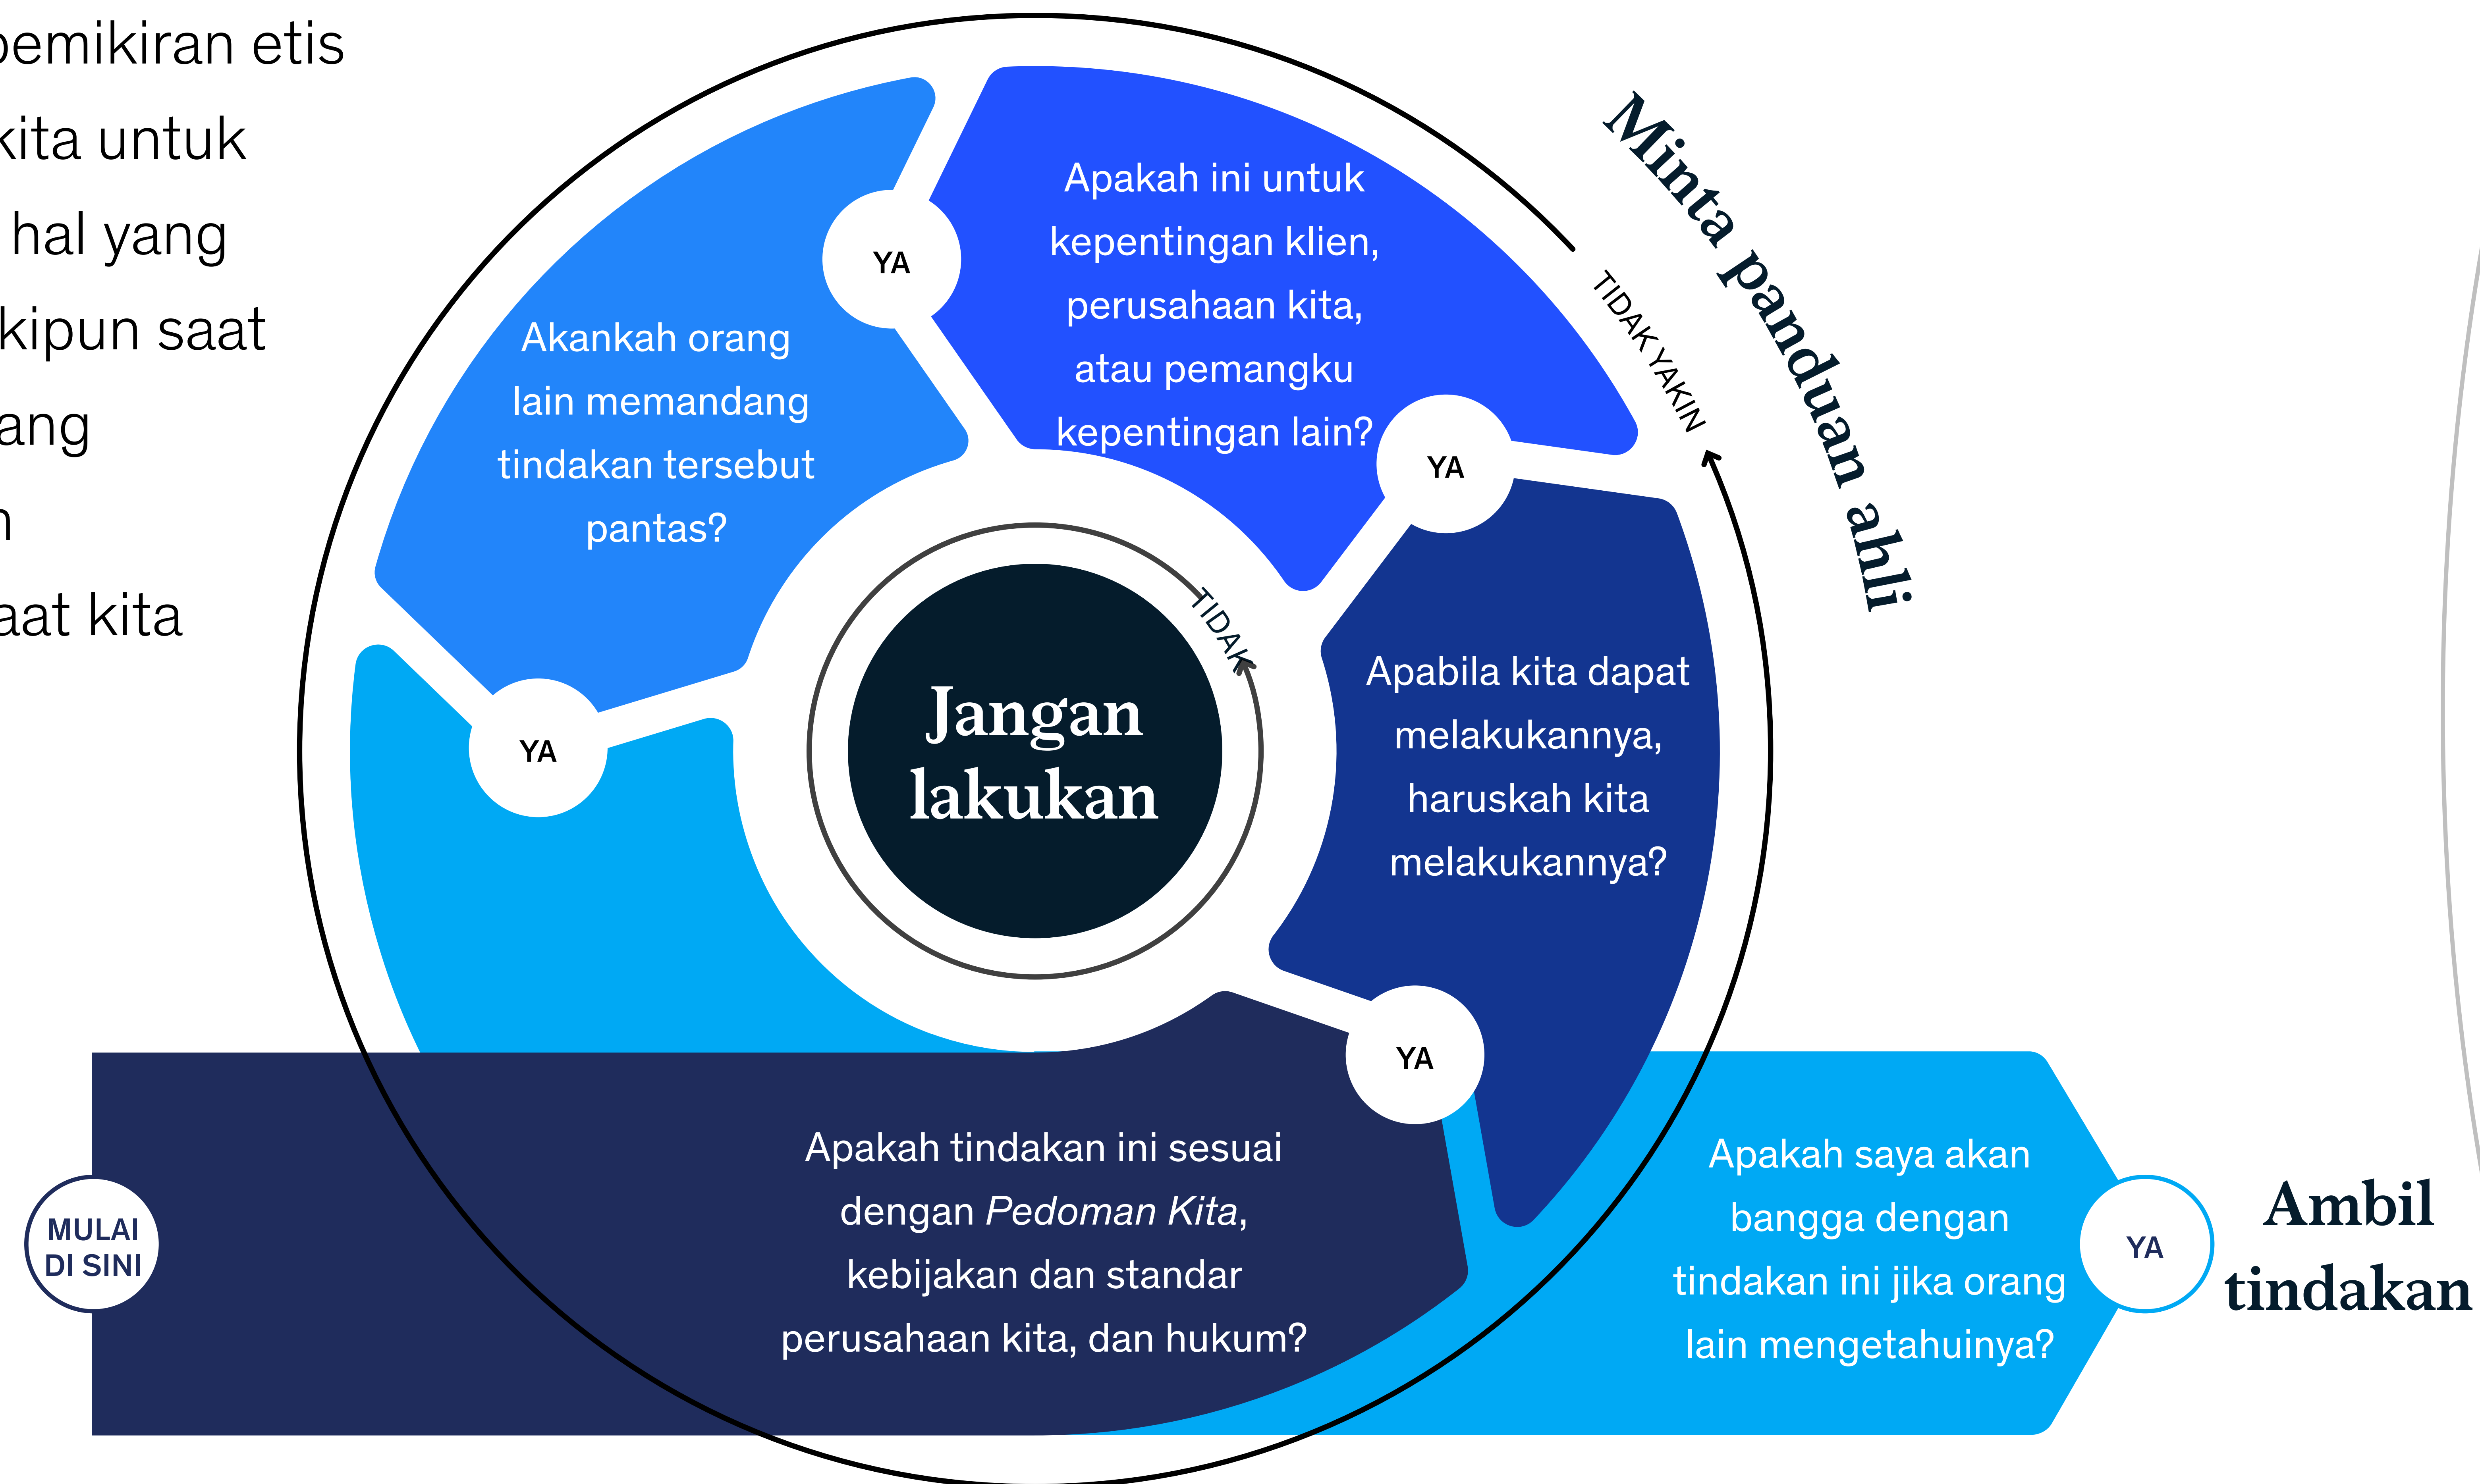 pemikiran etis
kita untuk
hal yang
kipun saat
ang
n
aat kita
MULAI
DI SINI
Apakah tindakan ini sesuai
dengan Pedoman Kita,
kebijakan dan standar
perusahaan kita, dan hukum?
YA
Apabila kita dapat
melakukannya,
haruskah kita
melakukannya?
YA
Apakah ini untuk
kepentingan klien,
perusahaan kita,
atau pemangku
kepentingan lain?
YA
Akankah orang
lain memandang
tindakan tersebut
pantas?
YA
Apakah saya akan
bangga dengan
tindakan ini jika orang
lain mengetahuinya?
YA
Ambil
tindakan
TIDAK
Jangan
lakukan
TIDAK YAKIN
Minta panduan ahli